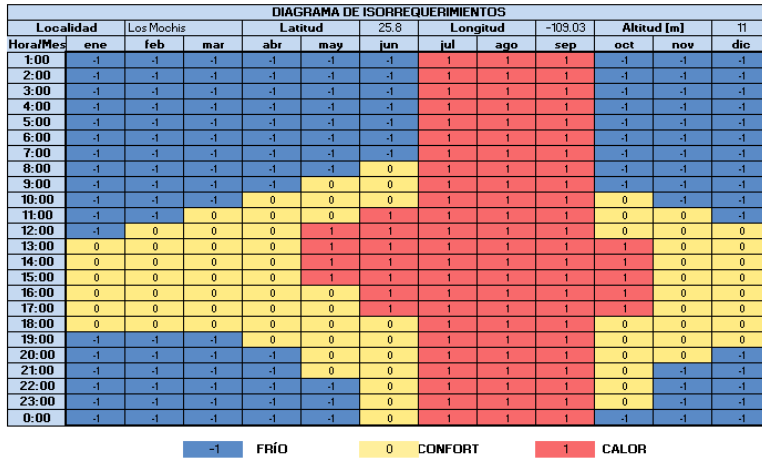 DIAGRAMA DE ISORREQUERIMIENTOS
Localidad Los Mochis Latitud 25.8 Longitud -109.03 Altitud [m] 11
Hora/Mes ene feb mar abr may jun jul ago sep oct nov dic
1:00 -1 -1 -1 -1 -1 -1 1 1 1 -1 -1 -1
2:00 -1 -1 -1 -1 -1 -1 1 1 1 -1 -1 -1
3:00 -1 -1 -1 -1 -1 -1 1 1 1 -1 -1 -1
4:00 -1 -1 -1 -1 -1 -1 1 1 1 -1 -1 -1
5:00 -1 -1 -1 -1 -1 -1 1 1 1 -1 -1 -1
6:00 -1 -1 -1 -1 -1 -1 1 1 1 -1 -1 -1
7:00 -1 -1 -1 -1 -1 -1 1 1 1 -1 -1 -1
8:00 -1 -1 -1 -1 -1 0 1 1 1 -1 -1 -1
9:00 -1 -1 -1 -1 0 0 1 1 1 -1 -1 -1
10:00 -1 -1 -1 0 0 0 1 1 1 0 -1 -1
11:00 -1 -1 0 0 0 1 1 1 1 0 0 -1
12:00 -1 0 0 0 1 1 1 1 1 0 0 0
13:00 0 0 0 0 1 1 1 1 1 1 0 0
14:00 0 0 0 0 1 1 1 1 1 1 0 0
15:00 0 0 0 0 1 1 1 1 1 1 0 0
16:00 0 0 0 0 0 1 1 1 1 1 0 0
17:00 0 0 0 0 0 1 1 1 1 1 0 0
18:00 0 0 0 0 0 0 1 1 1 0 0 0
19:00 -1 -1 -1 0 0 0 1 1 1 0 0 0
20:00 -1 -1 -1 -1 0 0 1 1 1 0 0 -1
21:00 -1 -1 -1 -1 0 0 1 1 1 0 -1 -1
22:00 -1 -1 -1 -1 -1 0 1 1 1 0 -1 -1
23:00 -1 -1 -1 -1 -1 0 1 1 1 0 -1 -1
0:00 -1 -1 -1 -1 -1 0 1 1 1 -1 -1 -1
-1 FRÍO 0 CONFORT 1 CALOR